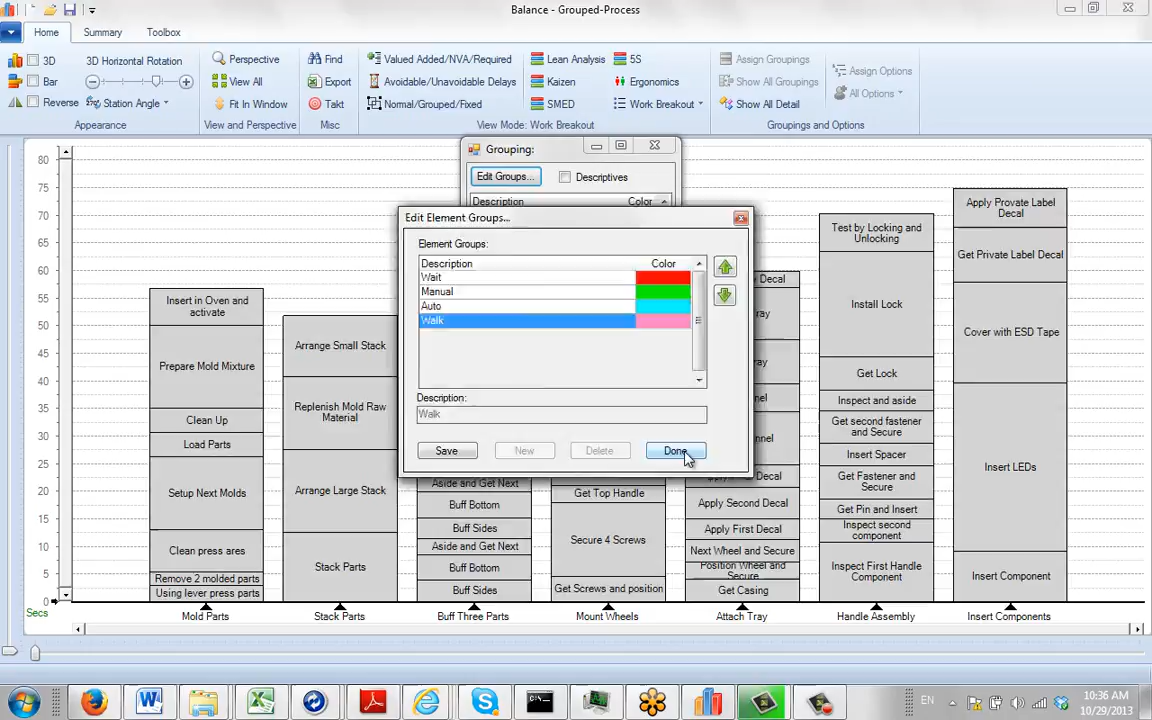 Balance - Grouped-Process
Home Summary Toolbox
3D 3D Horizontal Rotation Perspective Find Valued Added/NVA/Required Lean Analysis 5S Assign Groupings
Bar View All Export Avoidable/Unavoidable Delays Kaizen Ergonomics Show All Groupings Assign Options
Reverse Station Angle Fit In Window Takt Normal/Grouped/Fixed SMED Work Breakout Show All Detail All Options
Appearance View and Perspective Misc View Mode: Work Breakout Groupings and Options
Grouping:
Edit Groups... Descriptives
Description Color
Edit Element Groups...
Element Groups:
Description Color
Wait
Manual
Auto
Walk
Description:
Walk
Save New Delete Done
80
75
70
65
60
55
50
45
40
35
30
25
20
15
10
5
0
Secs
Insert in Oven and
activate
Prepare Mold Mixture
Clean Up
Load Parts
Setup Next Molds
Clean press ares
Remove 2 molded parts
Using lever press parts
Mold Parts
Arrange Small Stack
Replenish Mold Raw
Material
Arrange Large Stack
Stack Parts
Stack Parts
Aside and Get Next
Buff Bottom
Buff Sides
Aside and Get Next
Buff Bottom
Buff Sides
Buff Three Parts
Get Top Handle
Secure 4 Screws
Get Screws and position
Mount Wheels
Decal
Apply Second Decal
Apply First Decal
Next Wheel and Secure
Position Wheel and
Secure
Get Casing
Attach Tray
Test by Locking and
Unlocking
Install Lock
Get Lock
Inspect and aside
Get second fastener
and Secure
Insert Spacer
Get Fastener and
Secure
Get Pin and Insert
Inspect second
component
Inspect First Handle
Component
Handle Assembly
Apply Provate Label
Decal
Get Private Label Decal
Cover with ESD Tape
Insert LEDs
Insert Component
Insert Components
EN
10:36 AM
10/29/2013